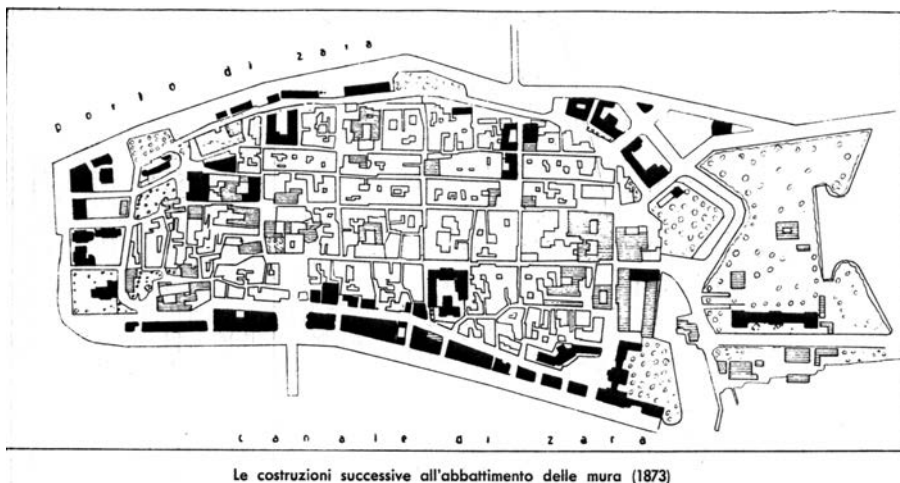 porto di zara
canale di zara
Le costruzioni successive all'abbattimento delle mura (1873)